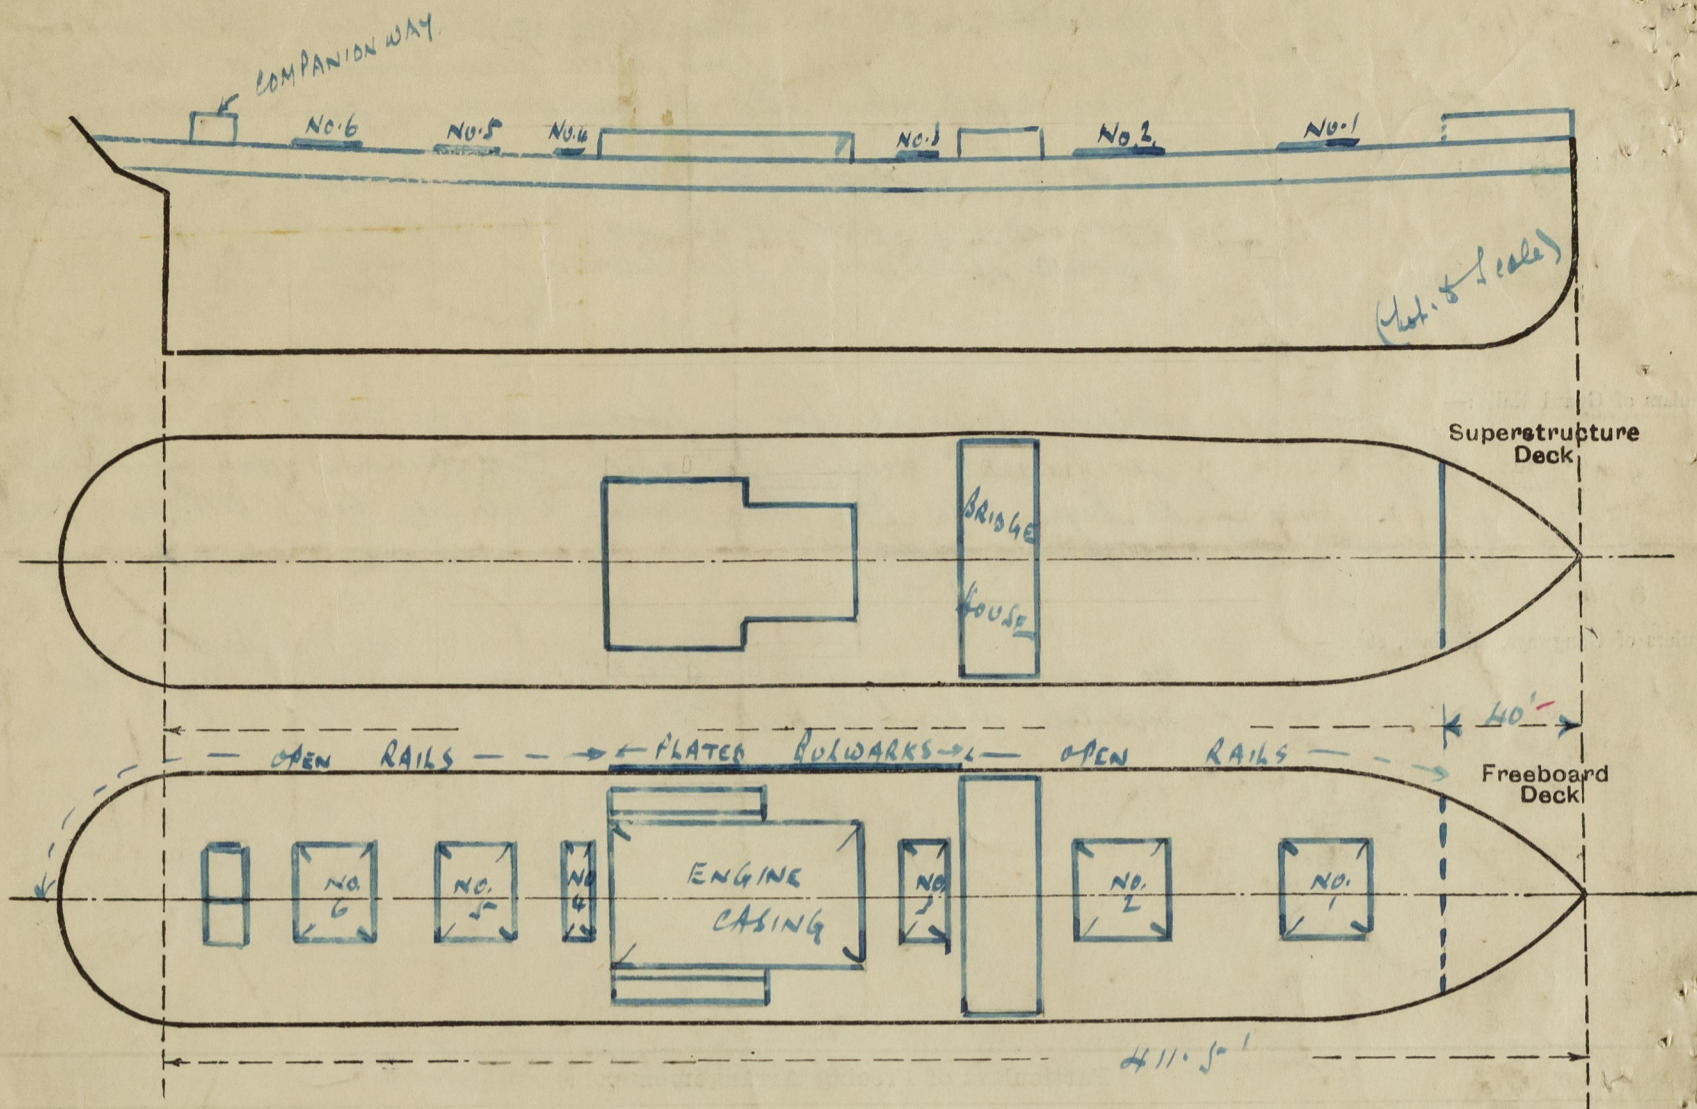 COMPANION WAY.
NO.6 NO.5 NO.4 NO.3 NO.2. NO.1
(Not to Scale)
Superstructure
Deck
BRIDGE
HOUSE
40'
OPEN RAILS PLATED BULWARKS OPEN RAILS
Freeboard
Deck
NO. 6
NO. 5
NO 4
ENGINE
CASING
NO. 3
NO. 2
NO. 1
411.5'